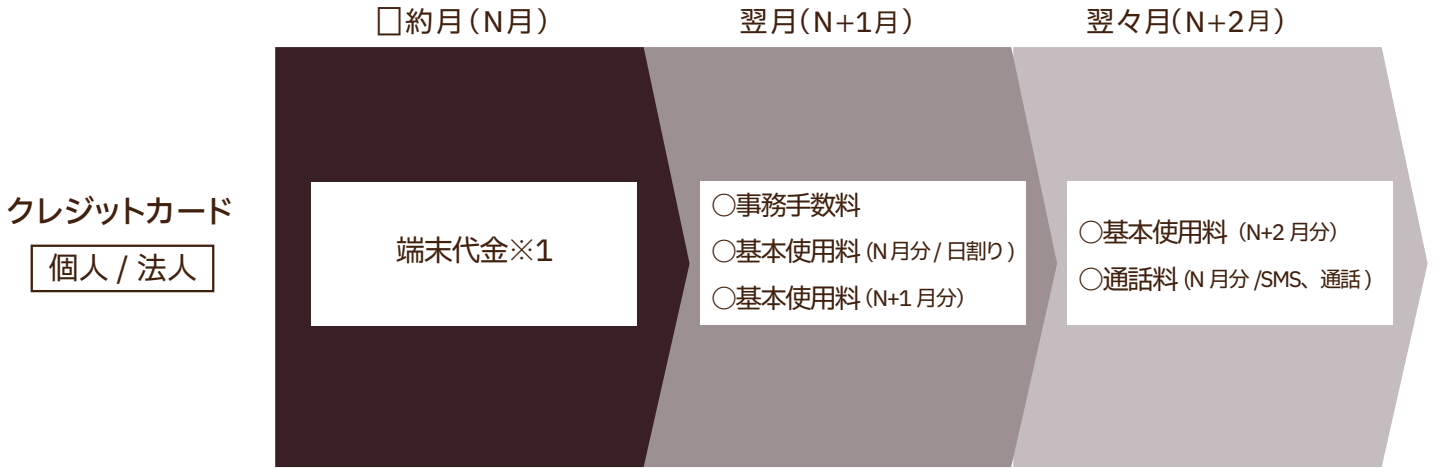 □約月（N月）
翌月（N+1月）
翌々月（N+2月）
クレジットカード
個人 / 法人
端末代金※1
○事務手数料
○基本使用料（N月分 / 日割り）
○基本使用料（N+1月分）
○基本使用料（N+2月分）
○通話料（N月分 /SMS、通話）